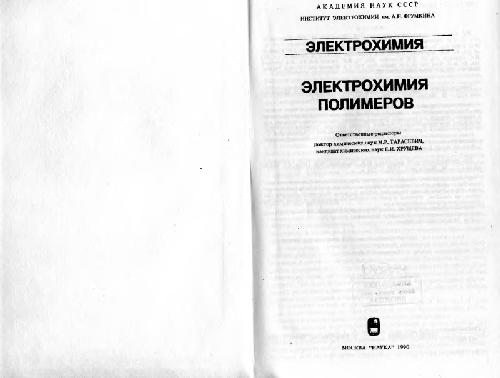 АКАДЕМИЯ НАУК СССР
ИНСТИТУТ ЭЛЕКТРОХИМИИ им. А.Н. ФРУМКИНА
ЭЛЕКТРОХИМИЯ
ЭЛЕКТРОХИМИЯ
ПОЛИМЕРОВ
Ответственные редакторы
доктор химических наук М.Р. ТАРАСЕВИЧ,
кандидат химических наук Е.И. ХРУЩЕВА
МОСКВА "НАУКА" 1990